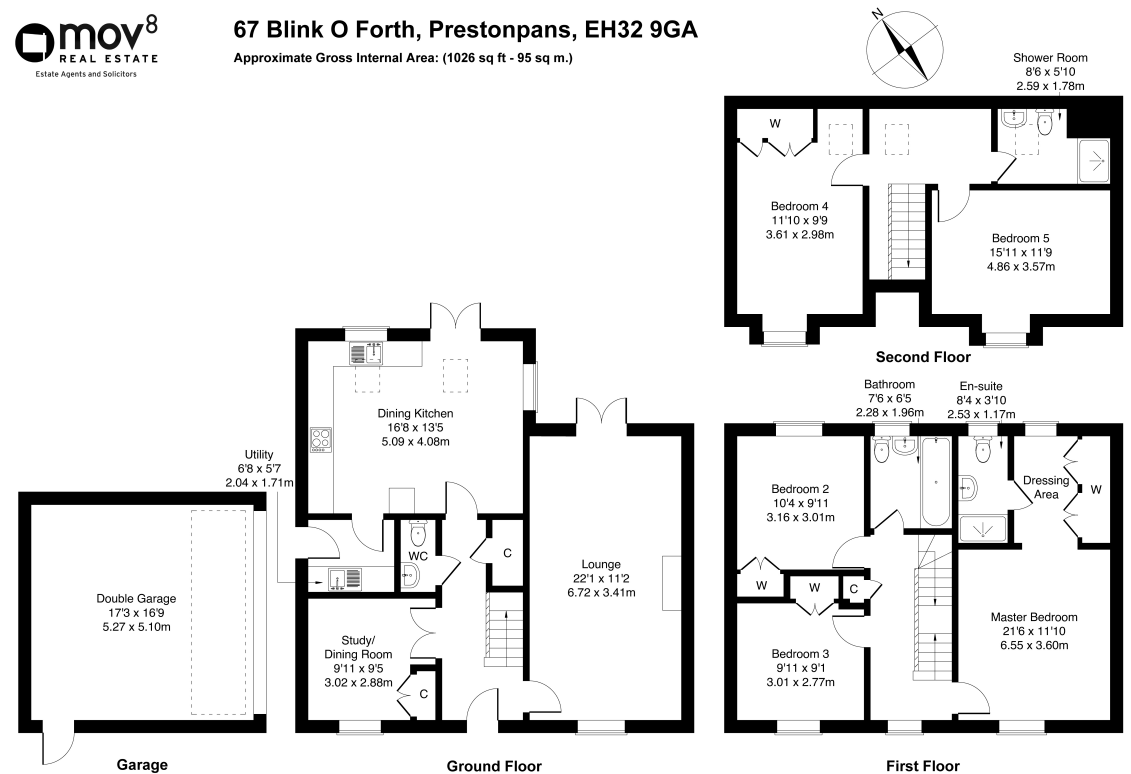 mov8
REAL ESTATE
Estate Agents and Solicitors
67 Blink O Forth, Prestonpans, EH32 9GA
Approximate Gross Internal Area: (1026 sq ft - 95 sq m.)
N
Shower Room
8'6 x 5'10
2.59 x 1.78m
W
Bedroom 4
11'10 x 9'9
3.61 x 2.98m
Bedroom 5
15'11 x 11'9
4.86 x 3.57m
Second Floor
Dining Kitchen
16'8 x 13'5
5.09 x 4.08m
Utility
6'8 x 5'7
2.04 x 1.71m
WC
C
Lounge
22'1 x 11'2
6.72 x 3.41m
Study/
Dining Room
9'11 x 9'5
3.02 x 2.88m
C
Ground Floor
Double Garage
17'3 x 16'9
5.27 x 5.10m
Garage
Bathroom
7'6 x 6'5
2.28 x 1.96m
En-suite
8'4 x 3'10
2.53 x 1.17m
Dressing
Area
W
Bedroom 2
10'4 x 9'11
3.16 x 3.01m
W
W
C
Master Bedroom
21'6 x 11'10
6.55 x 3.60m
Bedroom 3
9'11 x 9'1
3.01 x 2.77m
First Floor